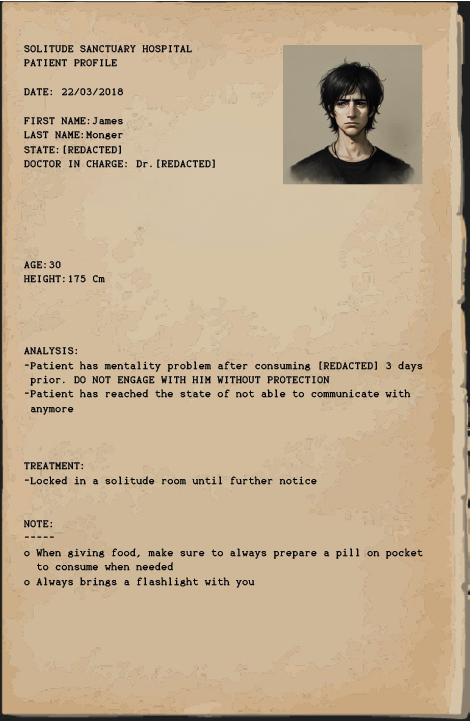 SOLITUDE SANCTUARY HOSPITAL
PATIENT PROFILE
DATE: 22/03/2018
FIRST NAME:James
LAST NAME:Monger
STATE:[REDACTED]
DOCTOR IN CHARGE: Dr.[REDACTED]
AGE:30
HEIGHT:175 Cm
ANALYSIS:
-Patient has mentality problem after consuming [REDACTED] 3 days
prior. DO NOT ENGAGE WITH HIM WITHOUT PROTECTION
-Patient has reached the state of not able to communicate with
anymore
TREATMENT:
-Locked in a solitude room until further notice
NOTE:
-----
o When giving food, make sure to always prepare a pill on pocket
to consume when needed
o Always brings a flashlight with you